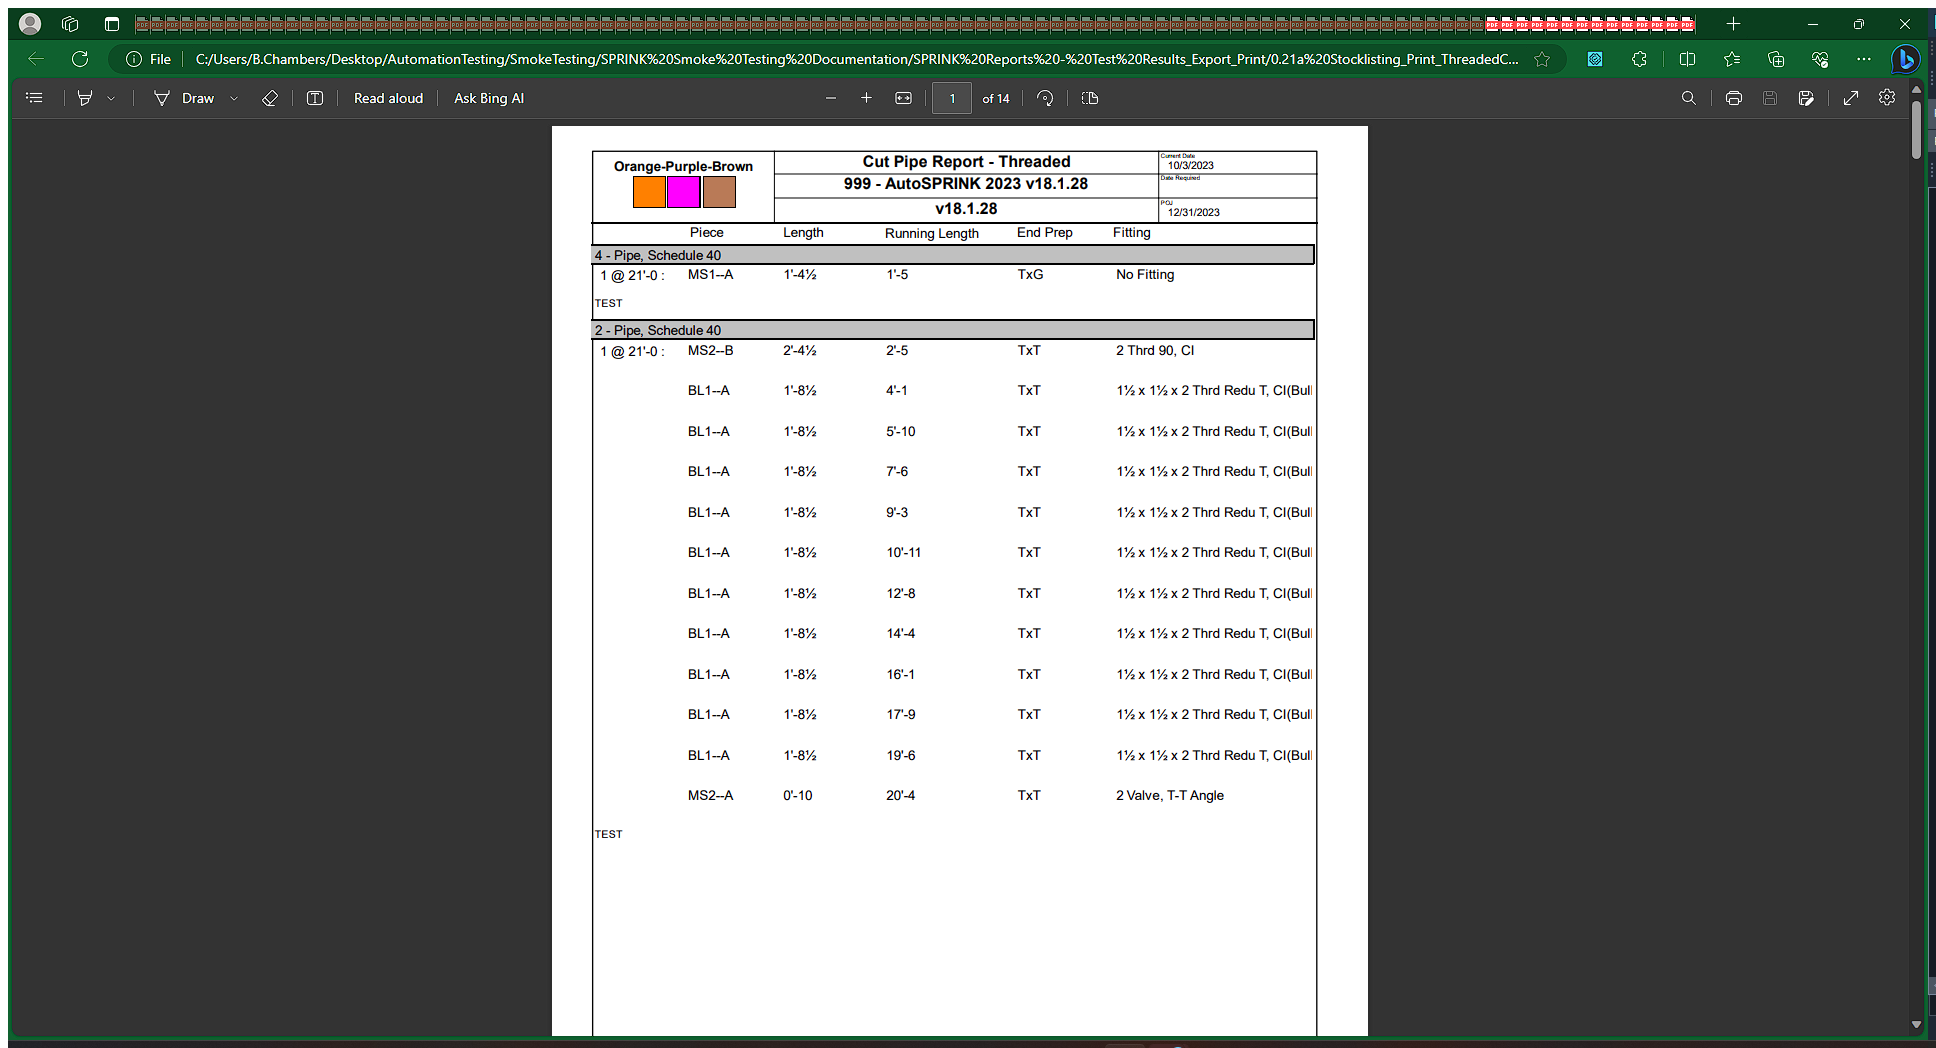 File C:/Users/B.Chambers/Desktop/AutomationTesting/SmokeTesting/SPRINK%20Smoke%20Testing%20Documentation/SPRINK%20Reports%20-%20Test%20Results_Export_Print/0.21a%20Stocklisting_Print_ThreadedC...
Draw Read aloud Ask Bing AI 1 of 14
Orange-Purple-Brown
Cut Pipe Report - Threaded
999 - AutoSPRINK 2023 v18.1.28
v18.1.28
Current Date
10/3/2023
Date Required
POJ
12/31/2023
Piece Length Running Length End Prep Fitting
4 - Pipe, Schedule 40
1 @ 21'-0 : MS1--A 1'-4½ 1'-5 TxG No Fitting
TEST
2 - Pipe, Schedule 40
1 @ 21'-0 : MS2--B 2'-4½ 2'-5 TxT 2 Thrd 90, CI
BL1--A 1'-8½ 4'-1 TxT 1½ x 1½ x 2 Thrd Redu T, CI(Bull
BL1--A 1'-8½ 5'-10 TxT 1½ x 1½ x 2 Thrd Redu T, CI(Bull
BL1--A 1'-8½ 7'-6 TxT 1½ x 1½ x 2 Thrd Redu T, CI(Bull
BL1--A 1'-8½ 9'-3 TxT 1½ x 1½ x 2 Thrd Redu T, CI(Bull
BL1--A 1'-8½ 10'-11 TxT 1½ x 1½ x 2 Thrd Redu T, CI(Bull
BL1--A 1'-8½ 12'-8 TxT 1½ x 1½ x 2 Thrd Redu T, CI(Bull
BL1--A 1'-8½ 14'-4 TxT 1½ x 1½ x 2 Thrd Redu T, CI(Bull
BL1--A 1'-8½ 16'-1 TxT 1½ x 1½ x 2 Thrd Redu T, CI(Bull
BL1--A 1'-8½ 17'-9 TxT 1½ x 1½ x 2 Thrd Redu T, CI(Bull
BL1--A 1'-8½ 19'-6 TxT 1½ x 1½ x 2 Thrd Redu T, CI(Bull
MS2--A 0'-10 20'-4 TxT 2 Valve, T-T Angle
TEST